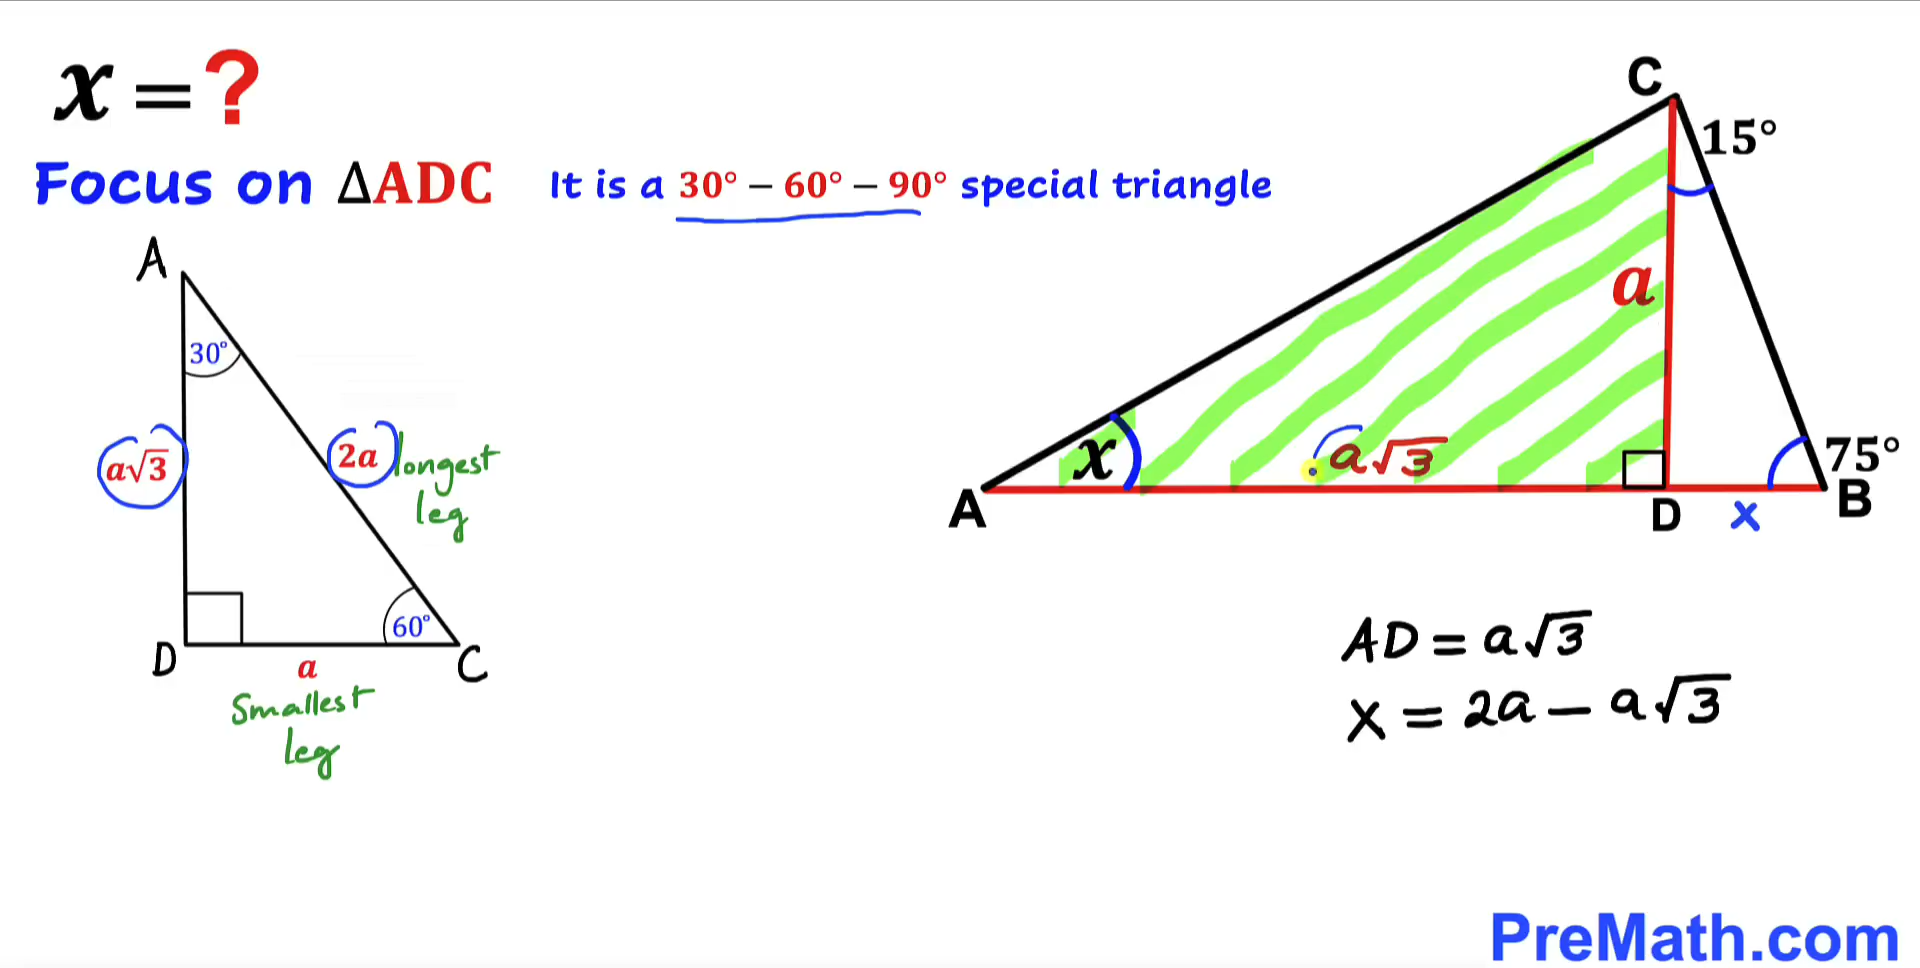 x = ?
Focus on ΔADC
It is a 30° – 60° – 90° special triangle
A
30°
a√3
2a
longest
leg
60°
D
a
C
Smallest
leg
C
15°
a
x
a√3
75°
A
D
x
B
AD = a√3
x = 2a – a√3
PreMath.com